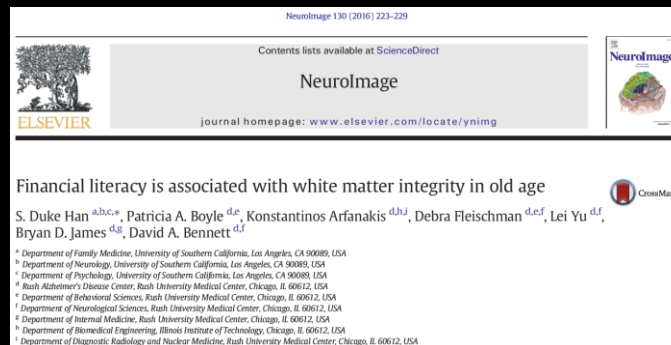 NeuroImage 130 (2016) 223–229
Contents lists available at ScienceDirect
NeuroImage
journal homepage: www.elsevier.com/locate/ynimg
ELSEVIER
NeuroImage
Financial literacy is associated with white matter integrity in old age
CrossMark
S. Duke Han a,b,c,*, Patricia A. Boyle d,e, Konstantinos Arfanakis d,h,i, Debra Fleischman d,e,f, Lei Yu d,f,
Bryan D. James d,g, David A. Bennett d,f
a Department of Family Medicine, University of Southern California, Los Angeles, CA 90089, USA
b Department of Neurology, University of Southern California, Los Angeles, CA 90089, USA
c Department of Psychology, University of Southern California, Los Angeles, CA 90089, USA
d Rush Alzheimer's Disease Center, Rush University Medical Center, Chicago, IL 60612, USA
e Department of Behavioral Sciences, Rush University Medical Center, Chicago, IL 60612, USA
f Department of Neurological Sciences, Rush University Medical Center, Chicago, IL 60612, USA
g Department of Internal Medicine, Rush University Medical Center, Chicago, IL 60612, USA
h Department of Biomedical Engineering, Illinois Institute of Technology, Chicago, IL 60612, USA
i Department of Diagnostic Radiology and Nuclear Medicine, Rush University Medical Center, Chicago, IL 60612, USA